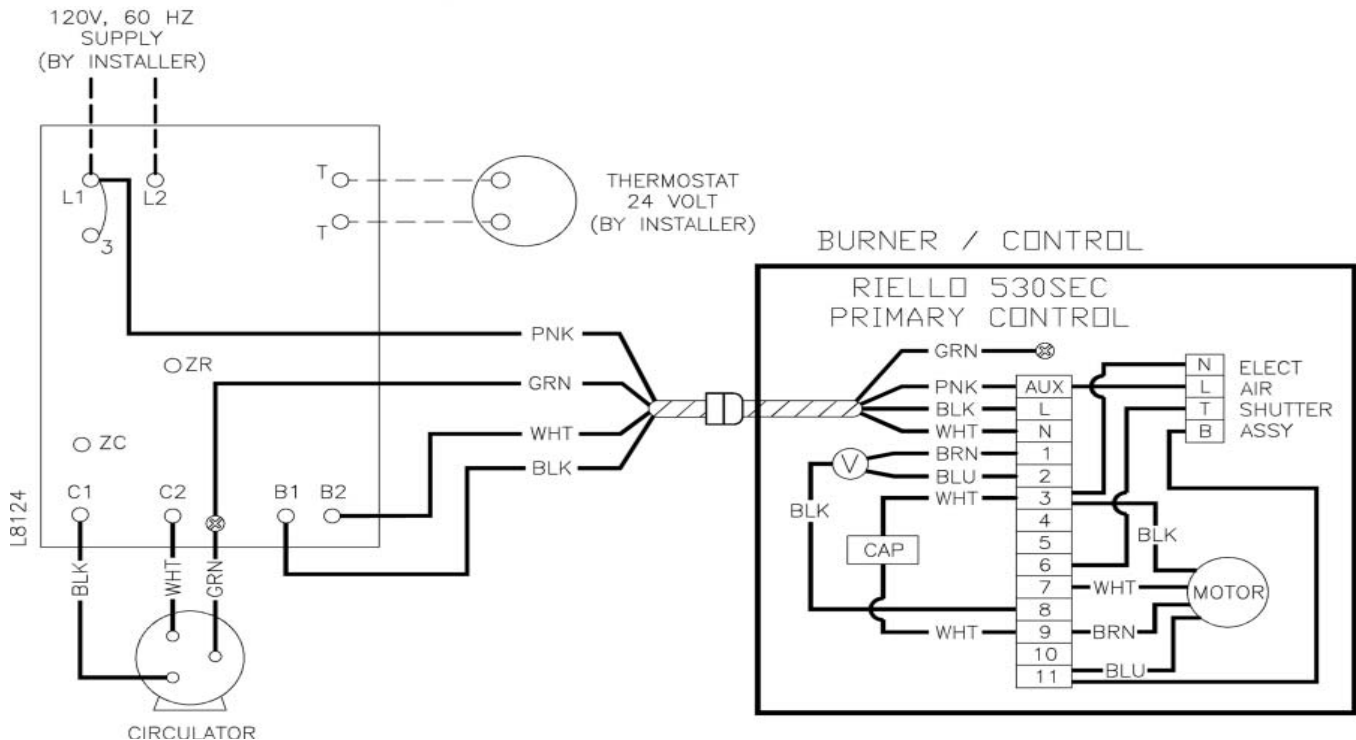 120V, 60 HZ
SUPPLY
(BY INSTALLER)
L1
L2
3
T
T
THERMOSTAT
24 VOLT
(BY INSTALLER)
ZR
ZC
C1
C2
B1
B2
L8124
BLK
WHT
GRN
CIRCULATOR
PNK
GRN
WHT
BLK
BURNER / CONTROL
RIELLO 530SEC
PRIMARY CONTROL
GRN
PNK
BLK
WHT
BRN
BLU
WHT
V
BLK
CAP
WHT
AUX
L
N
1
2
3
4
5
6
7
8
9
10
11
N
L
T
B
ELECT
AIR
SHUTTER
ASSY
BLK
WHT
BRN
BLU
MOTOR